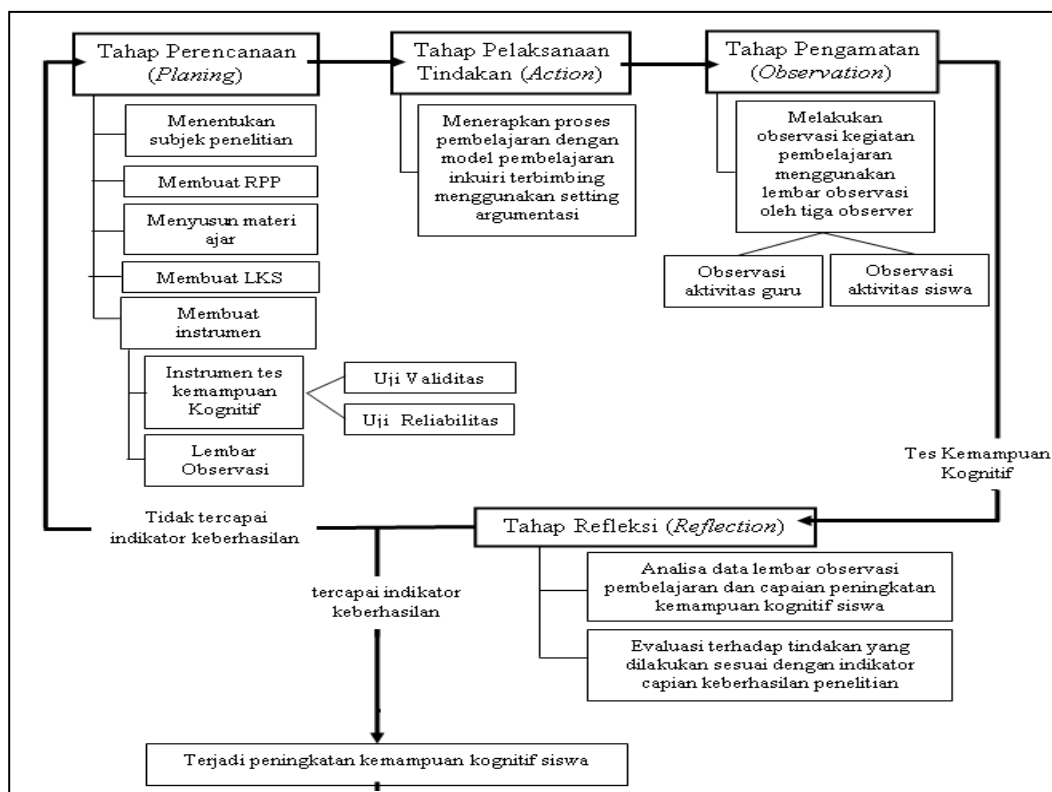 Tahap Perencanaan
(Planing)
Menentukan
subjek penelitian
Membuat RPP
Menyusun materi
ajar
Membuat LKS
Membuat
instrumen
Instrumen tes
kemampuan
Kognitif
Uji Validitas
Uji Reliabilitas
Lembar
Observasi
Tahap Pelaksanaan
Tindakan (Action)
Menerapkan proses
pembelajaran dengan
model pembelajaran
inkuiri terbimbing
menggunakan setting
argumentasi
Tahap Pengamatan
(Observation)
Melakukan
observasi kegiatan
pembelajaran
menggunakan
lembar observasi
oleh tiga observer
Observasi
aktivitas guru
Observasi
aktivitas siswa
Tes Kemampuan
Kognitif
Tahap Refleksi (Reflection)
Analisa data lembar observasi
pembelajaran dan capaian peningkatan
kemampuan kognitif siswa
Evaluasi terhadap tindakan yang
dilakukan sesuai dengan indikator
capian keberhasilan penelitian
Tidak tercapai
indikator keberhasilan
tercapai indikator
keberhasilan
Terjadi peningkatan kemampuan kognitif siswa